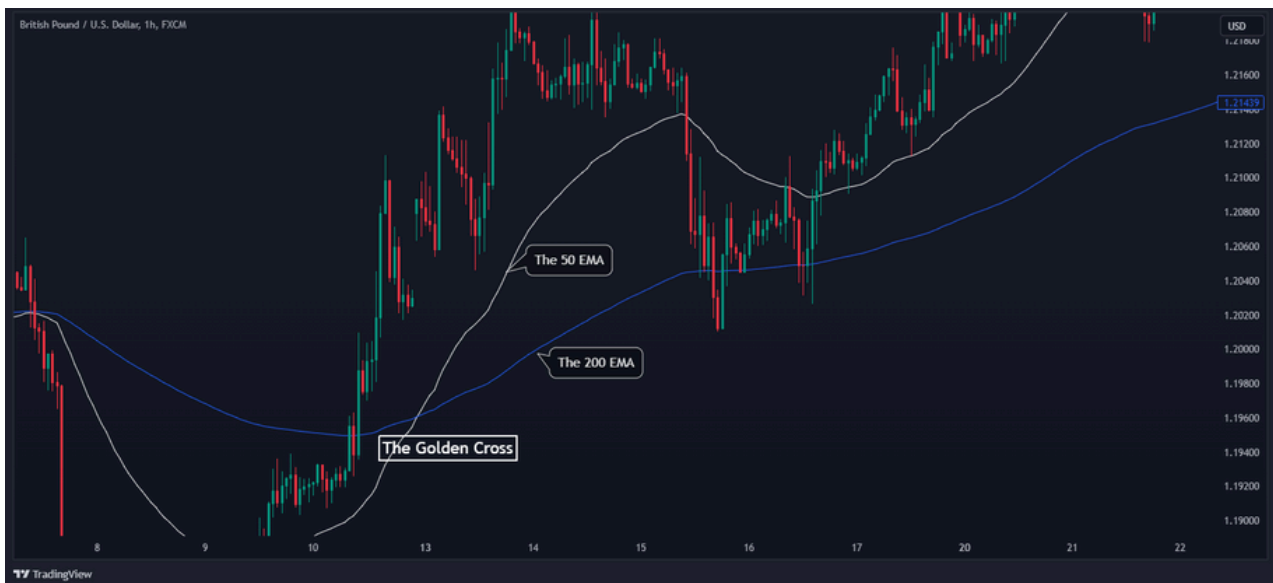 British Pound / U.S. Dollar, 1h, FXCM
USD
1.21800
1.21600
1.21439
1.21400
1.21200
1.21000
1.20800
1.20600
The 50 EMA
1.20400
1.20200
1.20000
The 200 EMA
1.19800
1.19600
The Golden Cross
1.19400
1.19200
1.19000
8 9 10 13 14 15 16 17 20 21 22
TradingView